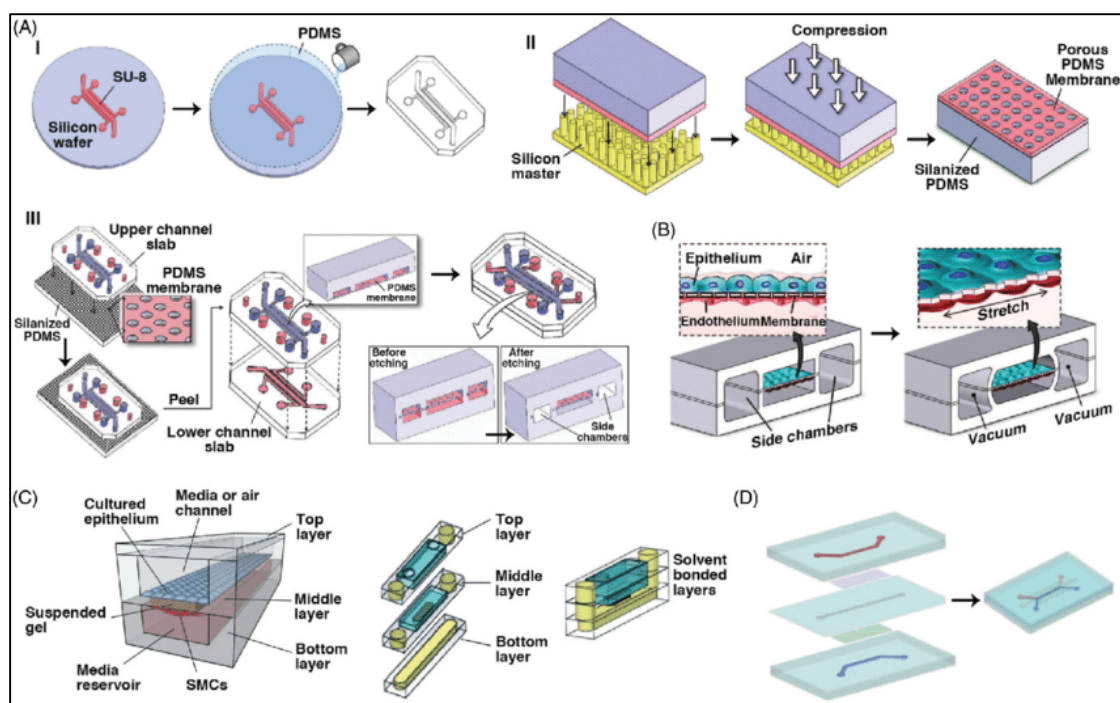 (A)
I
PDMS
SU-8
Silicon
wafer
II
Compression
Porous
PDMS
Membrane
Silicon
master
Silanized
PDMS
III
Upper channel
slab
PDMS
membrane
Silanized
PDMS
Peel
Lower channel
slab
PDMS
membrane
Before
etching
After
etching
Side
chambers
(B)
Epithelium
Air
Endothelium
Membrane
Stretch
Side chambers
Vacuum
Vacuum
(C)
Cultured
epithelium
Media or air
channel
Top
layer
Suspended
gel
Middle
layer
Media
reservoir
SMCs
Bottom
layer
Top
layer
Middle
layer
Bottom
layer
Solvent
bonded
layers
(D)